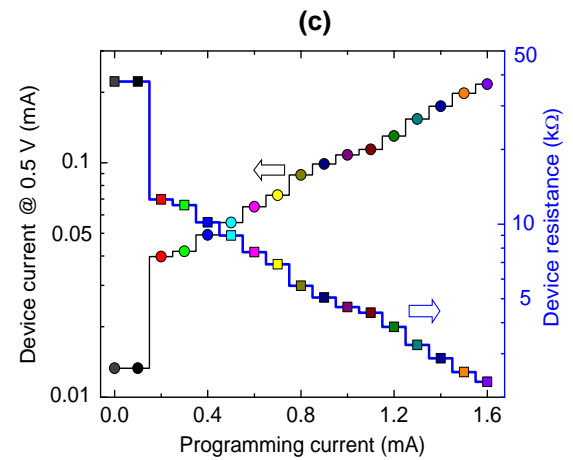 (c)
Device current @ 0.5 V (mA)
0.1
0.05
0.01
50
10
5
Device resistance (kΩ)
0.0 0.4 0.8 1.2 1.6
Programming current (mA)